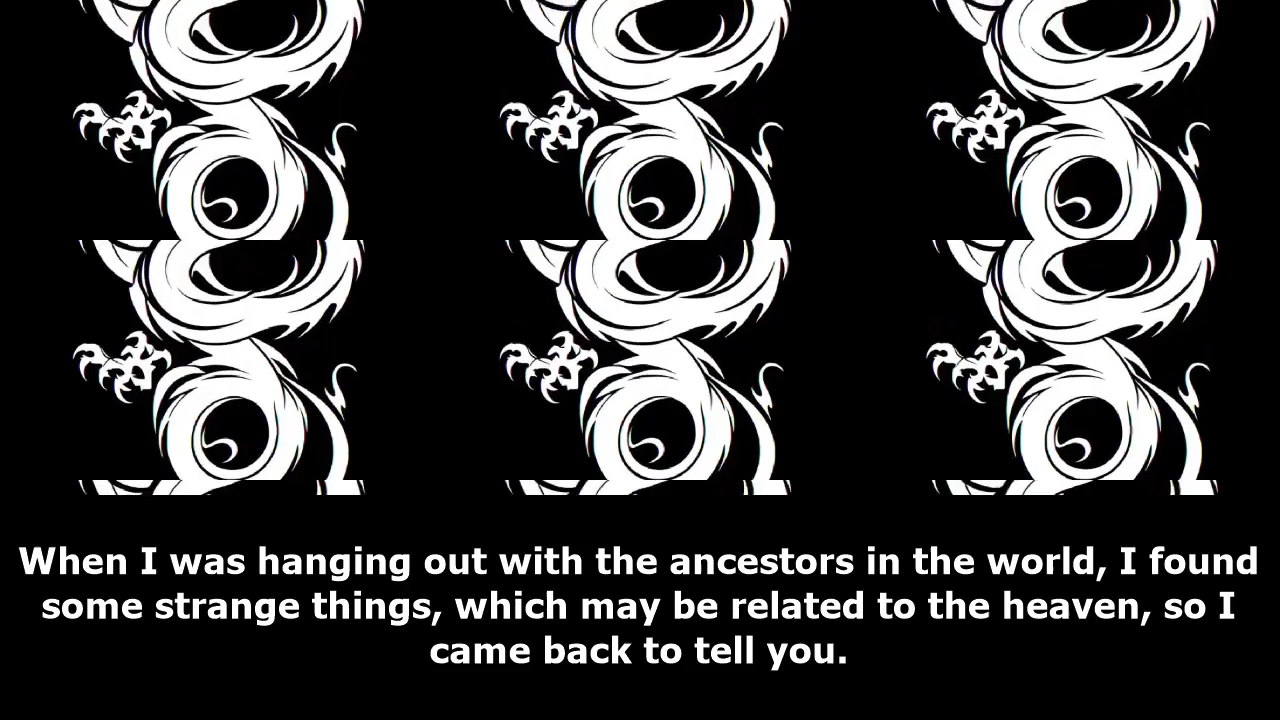 When I was hanging out with the ancestors in the world, I found
some strange things, which may be related to the heaven, so I
came back to tell you.